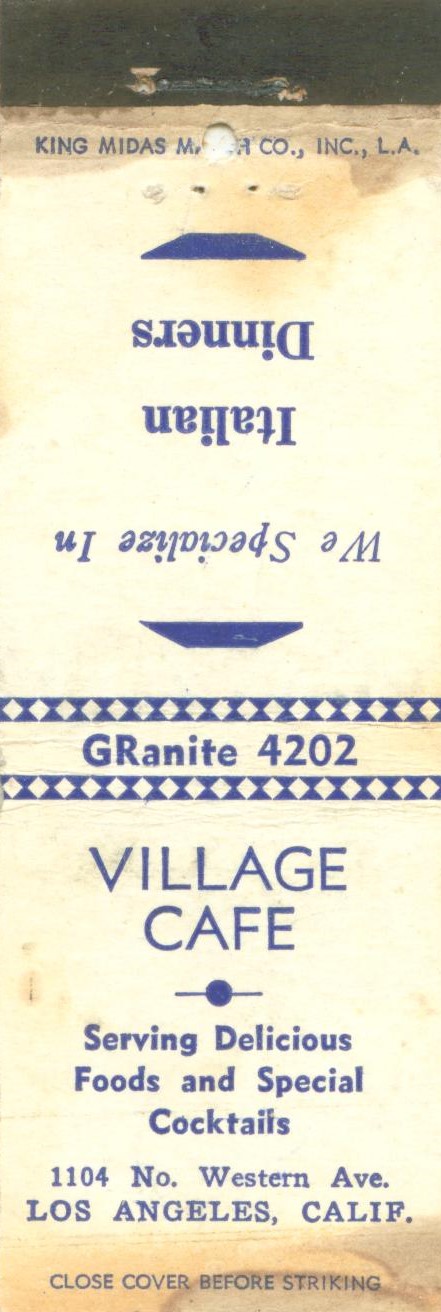 KING MIDAS CO., INC., L.A.
We Specialize In
Italian
Dinners
GRanite 4202
VILLAGE
CAFE
Serving Delicious
Foods and Special
Cocktails
1104 No. Western Ave.
LOS ANGELES, CALIF.
CLOSE COVER BEFORE STRIKING